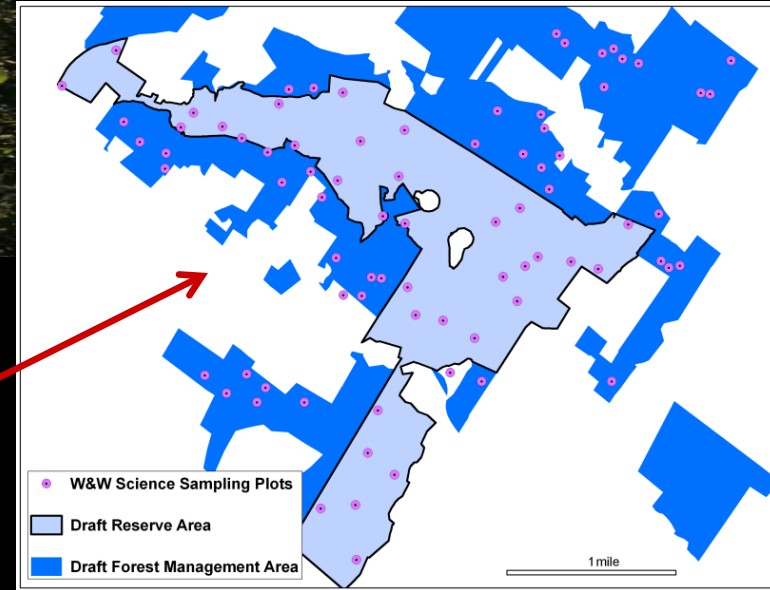 W&W Science Sampling Plots
Draft Reserve Area
Draft Forest Management Area
1 mile